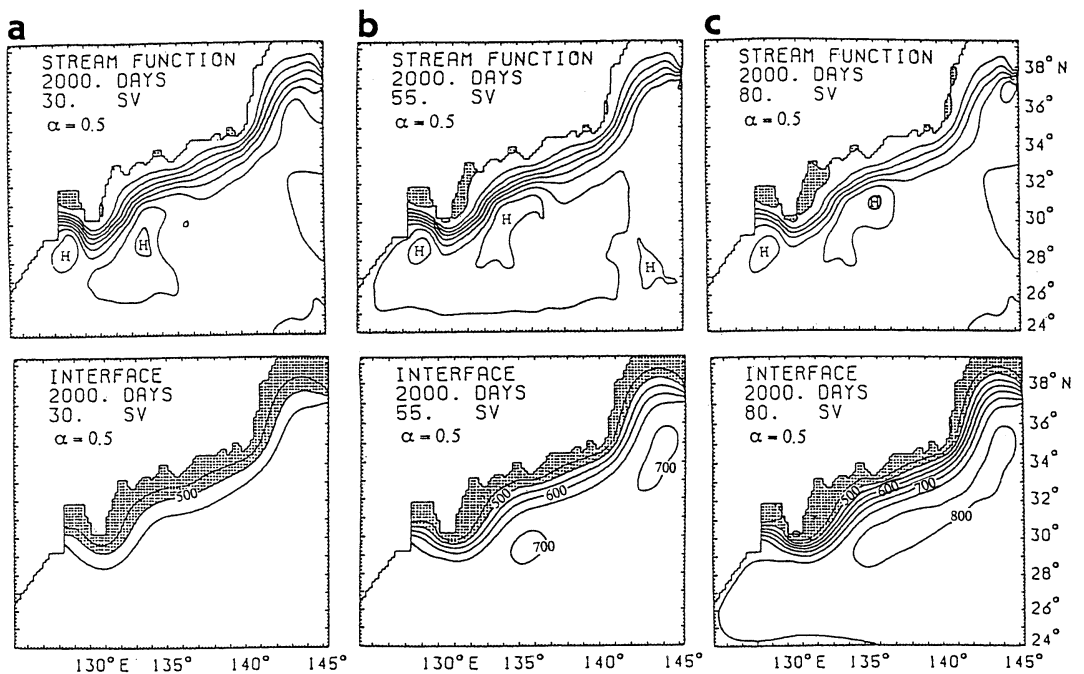 a
STREAM FUNCTION
2000. DAYS
30. SV
α = 0.5
H
H
b
STREAM FUNCTION
2000. DAYS
55. SV
α = 0.5
H
H
H
c
STREAM FUNCTION
2000. DAYS
80. SV
α = 0.5
H
H
38° N
36°
34°
32°
30°
28°
26°
24°
INTERFACE
2000. DAYS
30. SV
α = 0.5
500
130° E 135° 140° 145°
INTERFACE
2000. DAYS
55. SV
α = 0.5
500
600
700
700
130° E 135° 140° 145°
INTERFACE
2000. DAYS
80. SV
α = 0.5
500
600
700
800
130° E 135° 140° 145°
38° N
36°
34°
32°
30°
28°
26°
24°